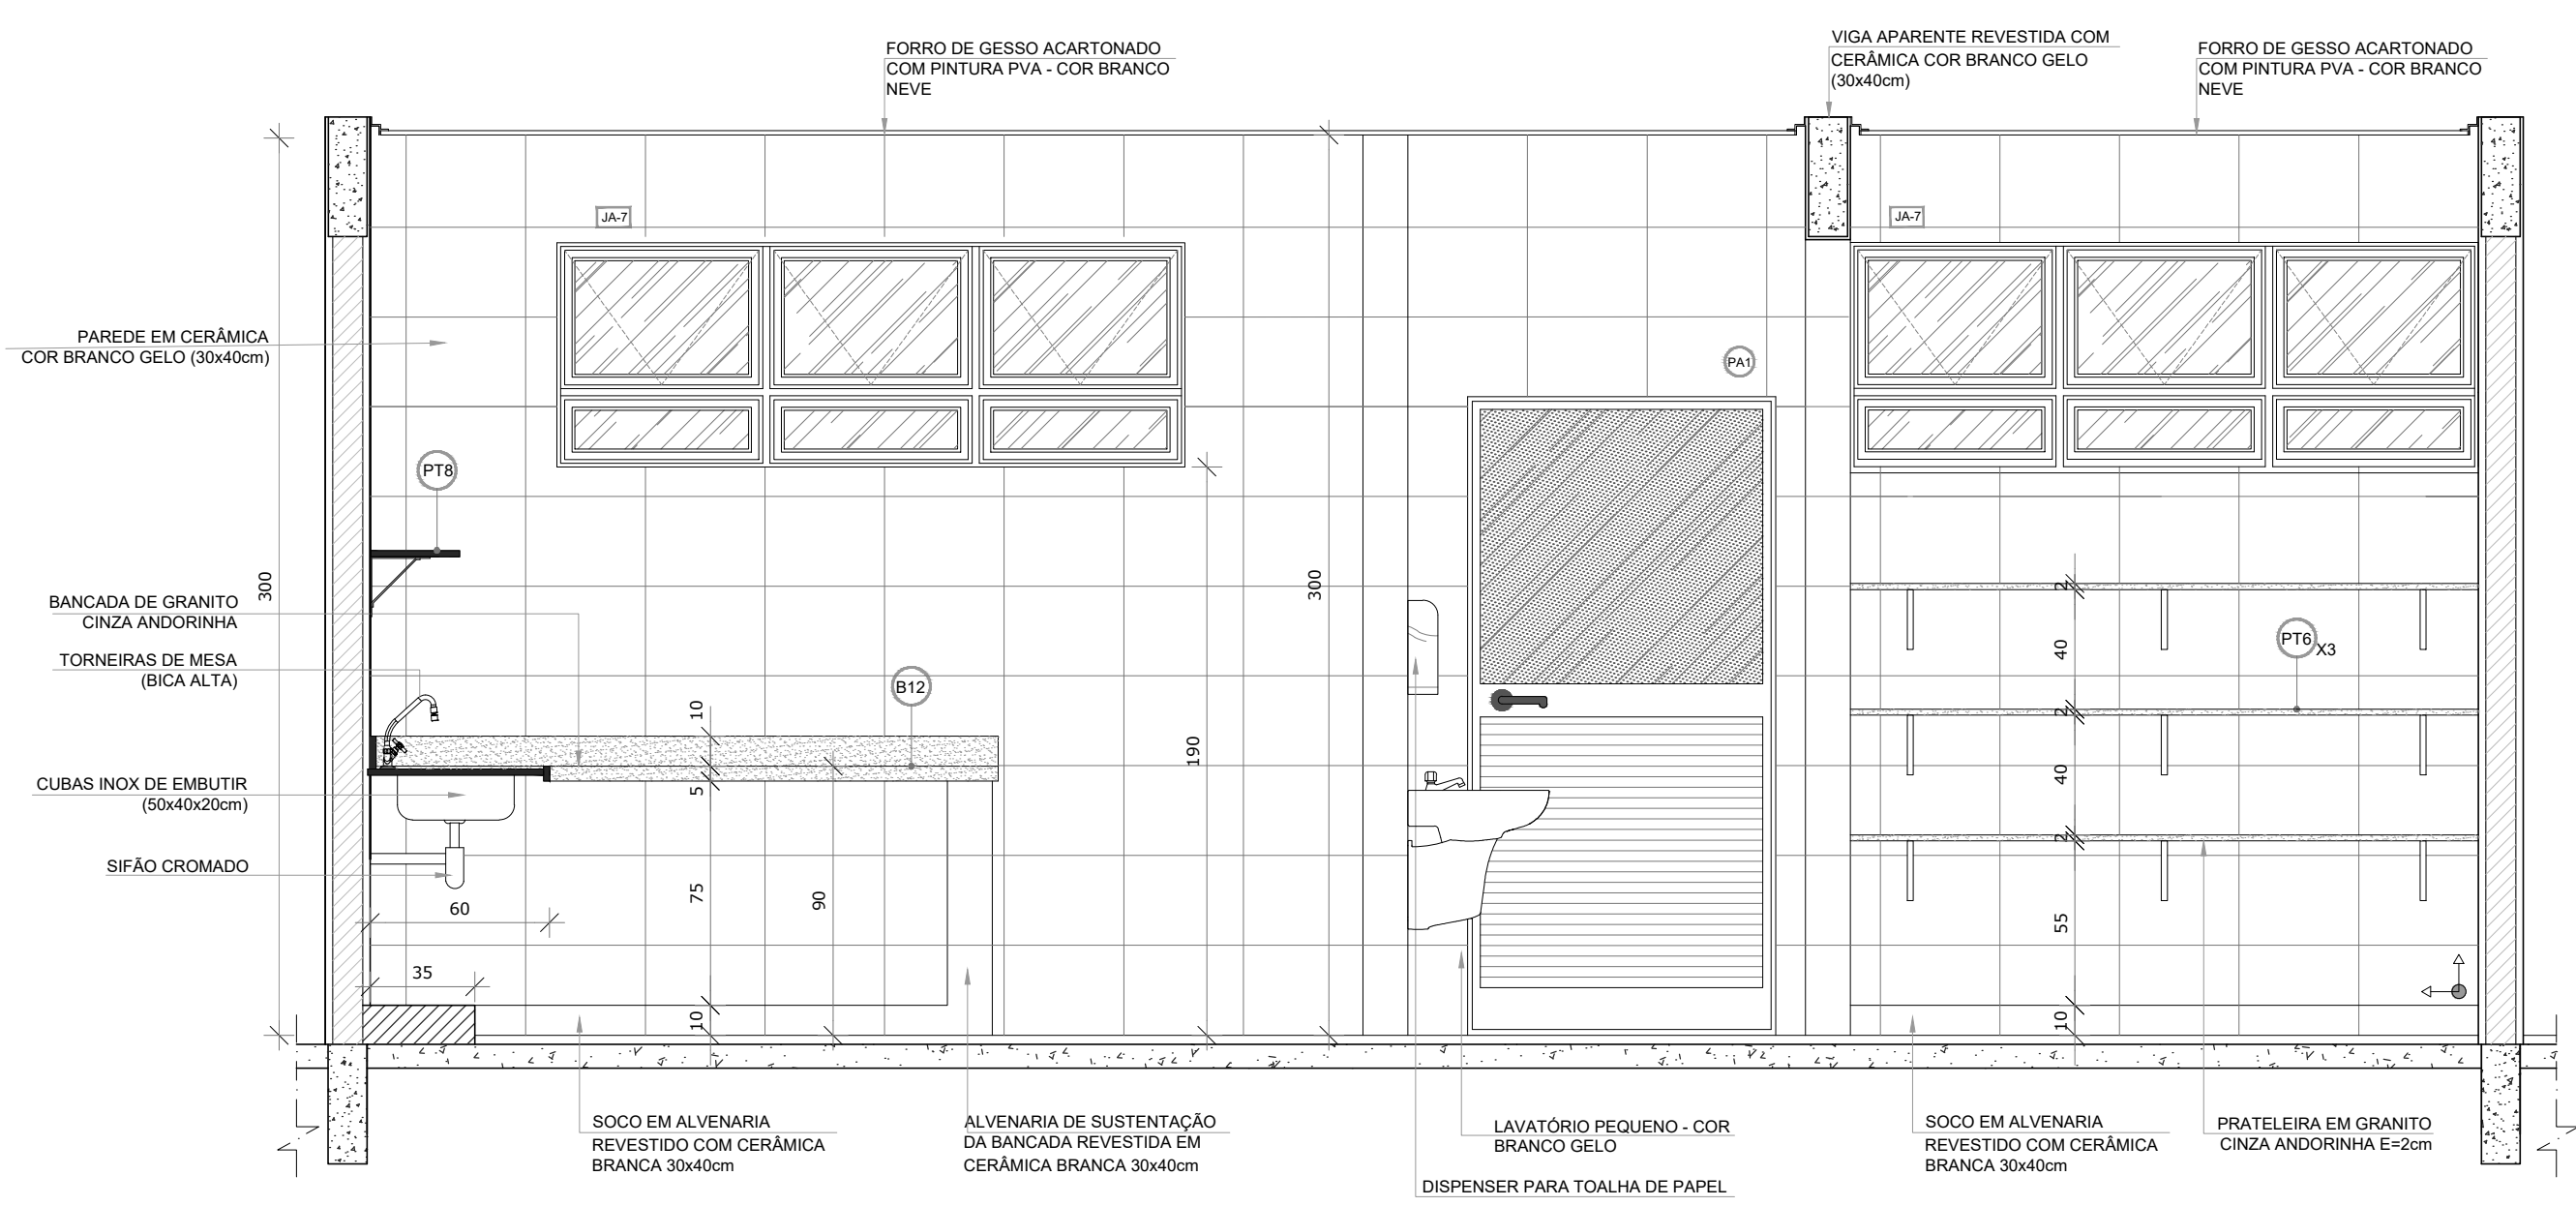 FORRO DE GESSO ACARTONADO
COM PINTURA PVA - COR BRANCO
NEVE
VIGA APARENTE REVESTIDA COM
CERÂMICA COR BRANCO GELO
(30x40cm)
FORRO DE GESSO ACARTONADO
COM PINTURA PVA - COR BRANCO
NEVE
JA-7
JA-7
PAREDE EM CERÂMICA
COR BRANCO GELO (30x40cm)
PA1
PT8
300
300
BANCADA DE GRANITO
CINZA ANDORINHA
TORNEIRAS DE MESA
(BICA ALTA)
B12
PT6
X3
2
40
2
40
2
55
10
10
5
75
10
90
190
CUBAS INOX DE EMBUTIR
(50x40x20cm)
SIFÃO CROMADO
60
35
SOCO EM ALVENARIA
REVESTIDO COM CERÂMICA
BRANCA 30x40cm
ALVENARIA DE SUSTENTAÇÃO
DA BANCADA REVESTIDA EM
CERÂMICA BRANCA 30x40cm
LAVATÓRIO PEQUENO - COR
BRANCO GELO
DISPENSER PARA TOALHA DE PAPEL
SOCO EM ALVENARIA
REVESTIDO COM CERÂMICA
BRANCA 30x40cm
PRATELEIRA EM GRANITO
CINZA ANDORINHA E=2cm